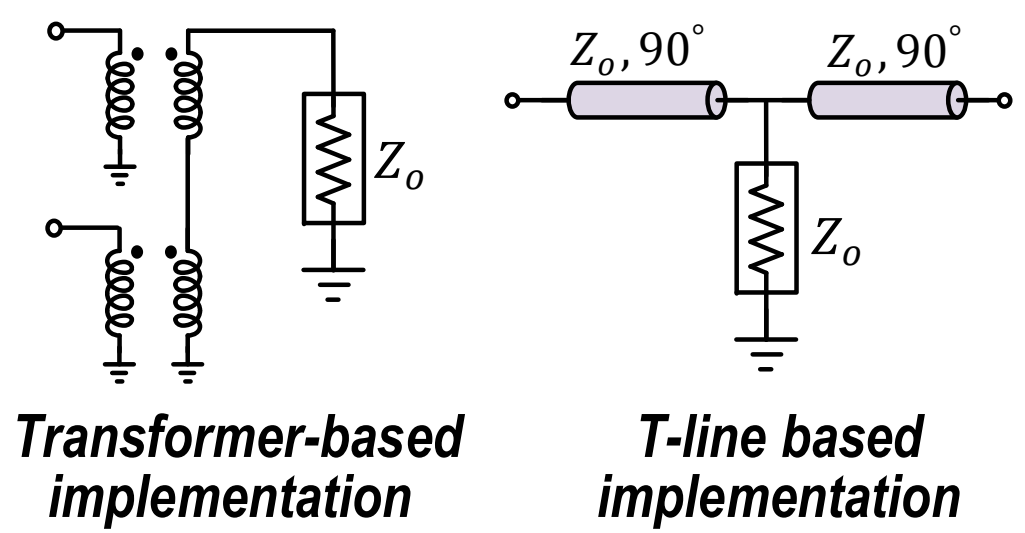 Zₒ
Zₒ, 90°
Zₒ, 90°
Zₒ
Transformer-based
implementation
T-line based
implementation